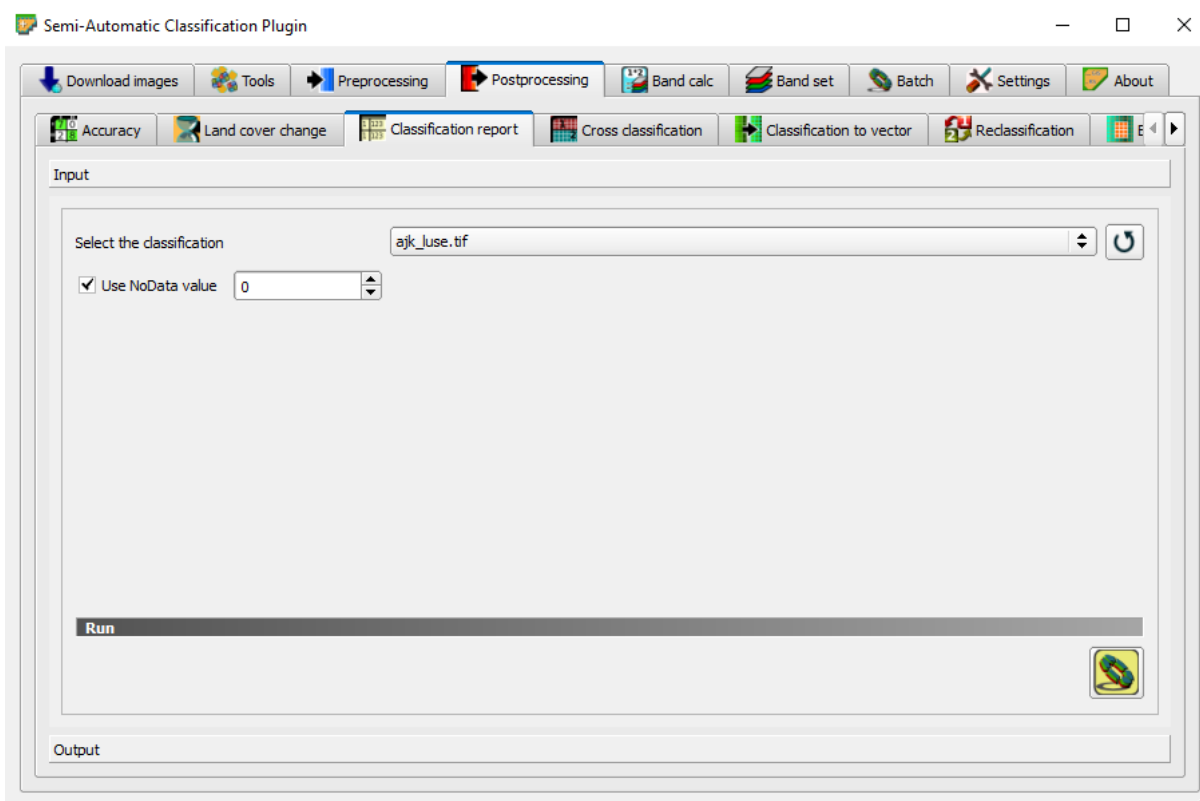 Semi-Automatic Classification Plugin
Download images Tools Preprocessing Postprocessing Band calc Band set Batch Settings About
Accuracy Land cover change Classification report Cross classification Classification to vector Reclassification
Input
Select the classification ajk_luse.tif
Use NoData value 0
Run
Output